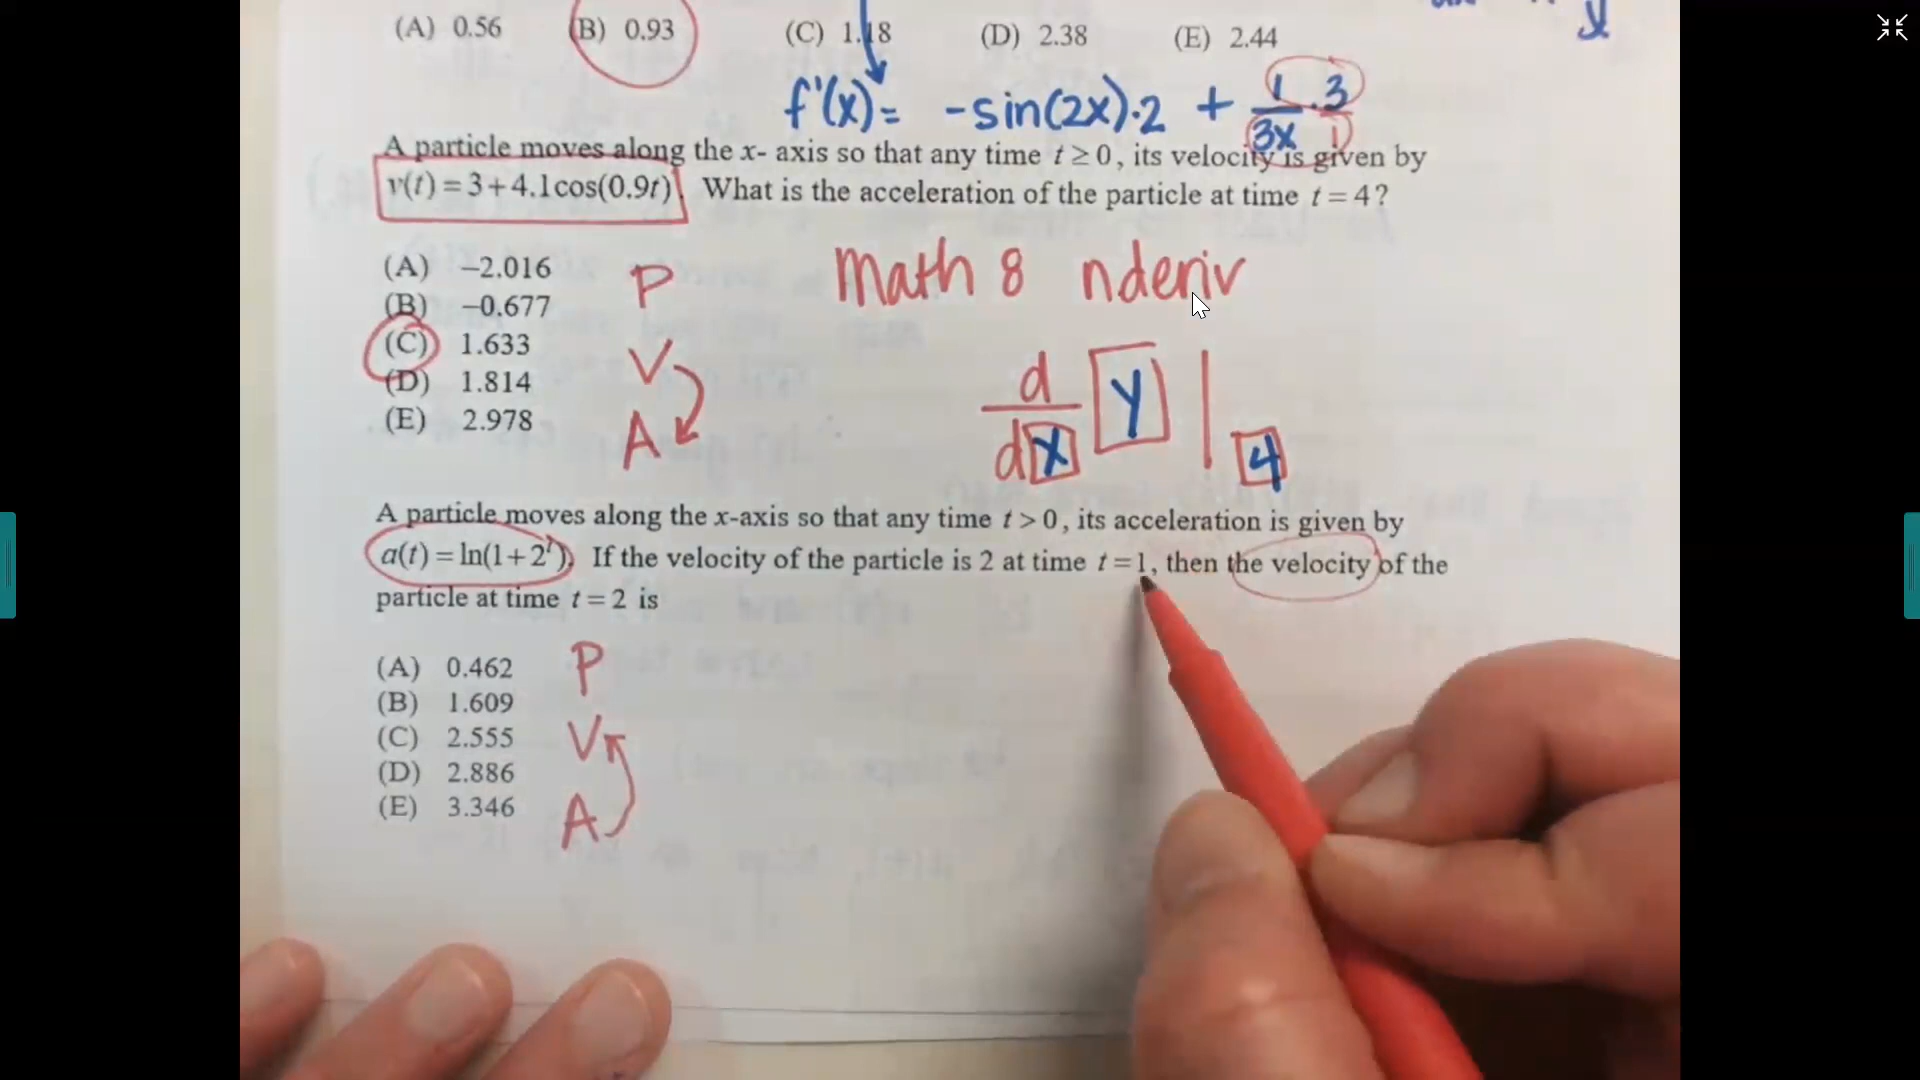 (A) 0.56 (B) 0.93 (C) 1.18 (D) 2.38 (E) 2.44
f'(x) = -sin(2x)·2 + 1/3x · 3/1
A particle moves along the x- axis so that any time t ≥ 0, its velocity is given by
v(t) = 3 + 4.1cos(0.9t). What is the acceleration of the particle at time t = 4?
Math 8 nderiv
(A) −2.016
(B) −0.677
(C) 1.633
(D) 1.814
(E) 2.978
P
V
A
d/dx y | 4
A particle moves along the x-axis so that any time t > 0, its acceleration is given by
a(t) = ln(1 + 2^t). If the velocity of the particle is 2 at time t = 1, then the velocity of the
particle at time t = 2 is
(A) 0.462
(B) 1.609
(C) 2.555
(D) 2.886
(E) 3.346
P
V
A